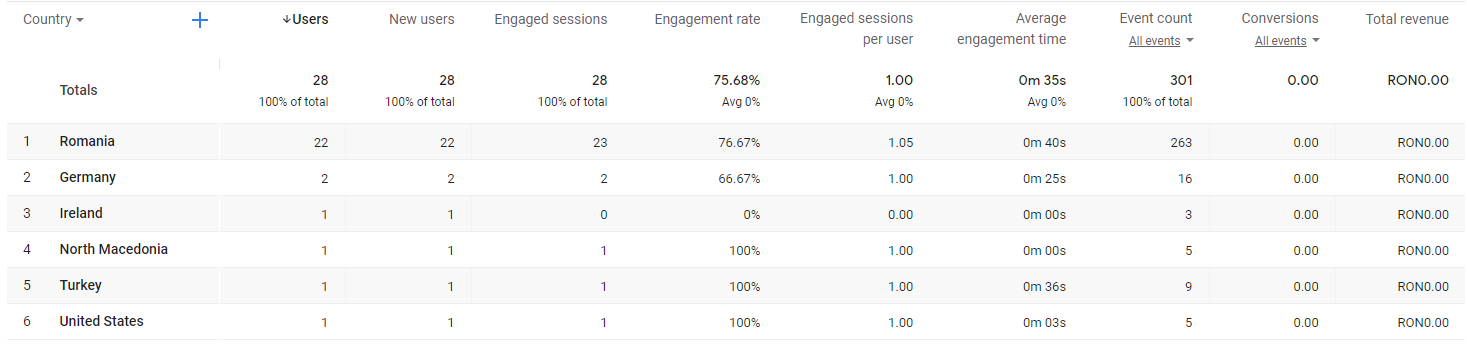 Country Users New users Engaged sessions Engagement rate Engaged sessions per user Average engagement time Event count All events Conversions All events Total revenue
Totals 28 28 28 75.68% 1.00 0m 35s 301 0.00 RON0.00
100% of total 100% of total 100% of total Avg 0% Avg 0% Avg 0% 100% of total
1 Romania 22 22 23 76.67% 1.05 0m 40s 263 0.00 RON0.00
2 Germany 2 2 2 66.67% 1.00 0m 25s 16 0.00 RON0.00
3 Ireland 1 1 0 0% 0.00 0m 00s 3 0.00 RON0.00
4 North Macedonia 1 1 1 100% 1.00 0m 00s 5 0.00 RON0.00
5 Turkey 1 1 1 100% 1.00 0m 36s 9 0.00 RON0.00
6 United States 1 1 1 100% 1.00 0m 03s 5 0.00 RON0.00